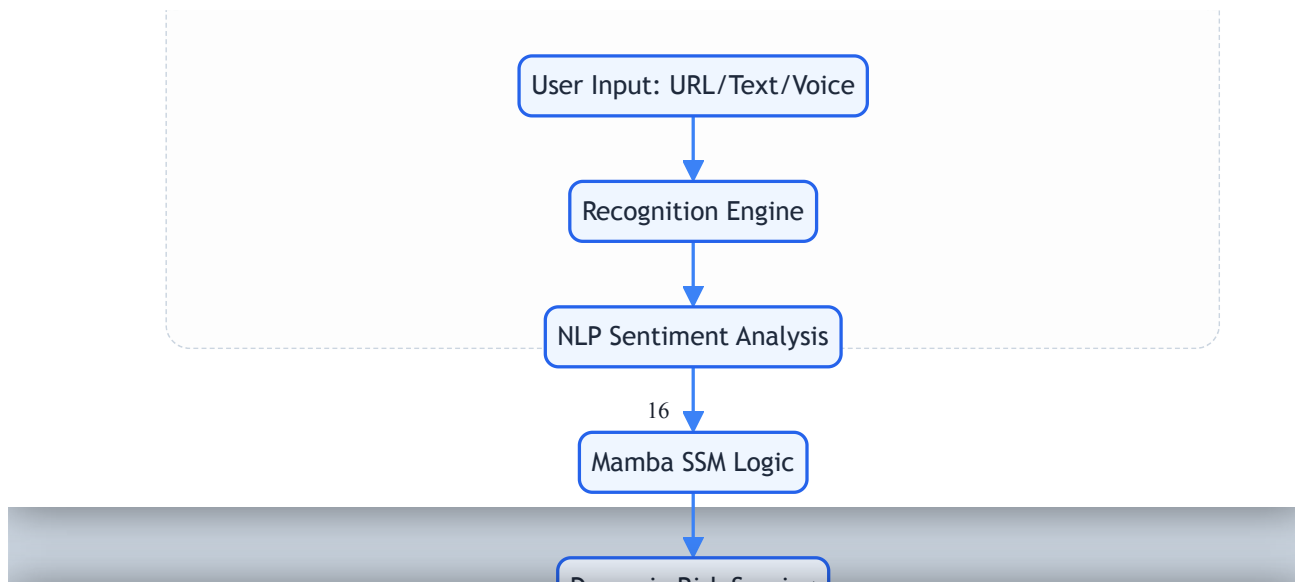 User Input: URL/Text/Voice
Recognition Engine
NLP Sentiment Analysis
16
Mamba SSM Logic